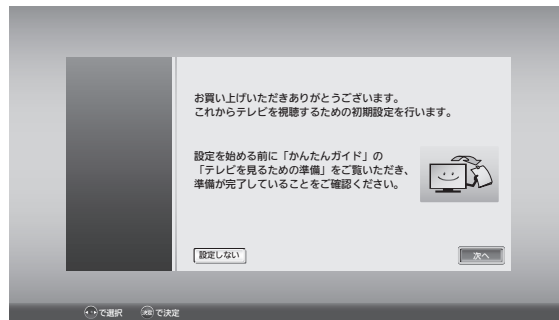 お買い上げいただきありがとうございます。
これからテレビを視聴するための初期設定を行います。
設定を始める前に「かんたんガイド」の
「テレビを見るための準備」をご覧いただき、
準備が完了していることをご確認ください。
設定しない
次へ
で選択 決定 で決定